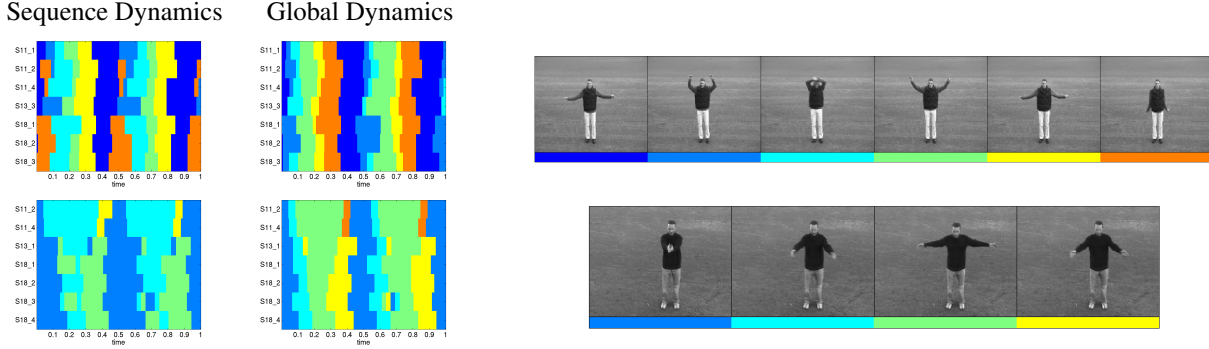 Sequence Dynamics
Global Dynamics
S11_1
S11_2
S11_4
S13_3
S18_1
S18_2
S18_3
0.1 0.2 0.3 0.4 0.5 0.6 0.7 0.8 0.9 1
time
S11_1
S11_2
S11_4
S13_3
S18_1
S18_2
S18_3
0.1 0.2 0.3 0.4 0.5 0.6 0.7 0.8 0.9 1
time
S11_2
S11_4
S13_1
S18_1
S18_2
S18_3
S18_4
0.1 0.2 0.3 0.4 0.5 0.6 0.7 0.8 0.9 1
time
S11_2
S11_4
S13_1
S18_1
S18_2
S18_3
S18_4
0.1 0.2 0.3 0.4 0.5 0.6 0.7 0.8 0.9 1
time